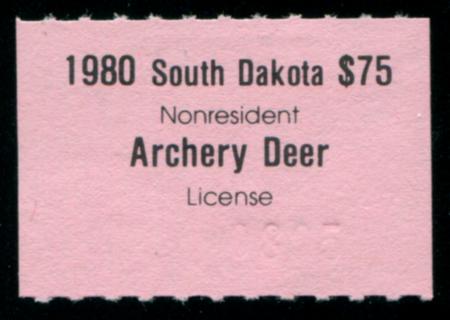 1980 South Dakota $75
Nonresident
Archery Deer
License